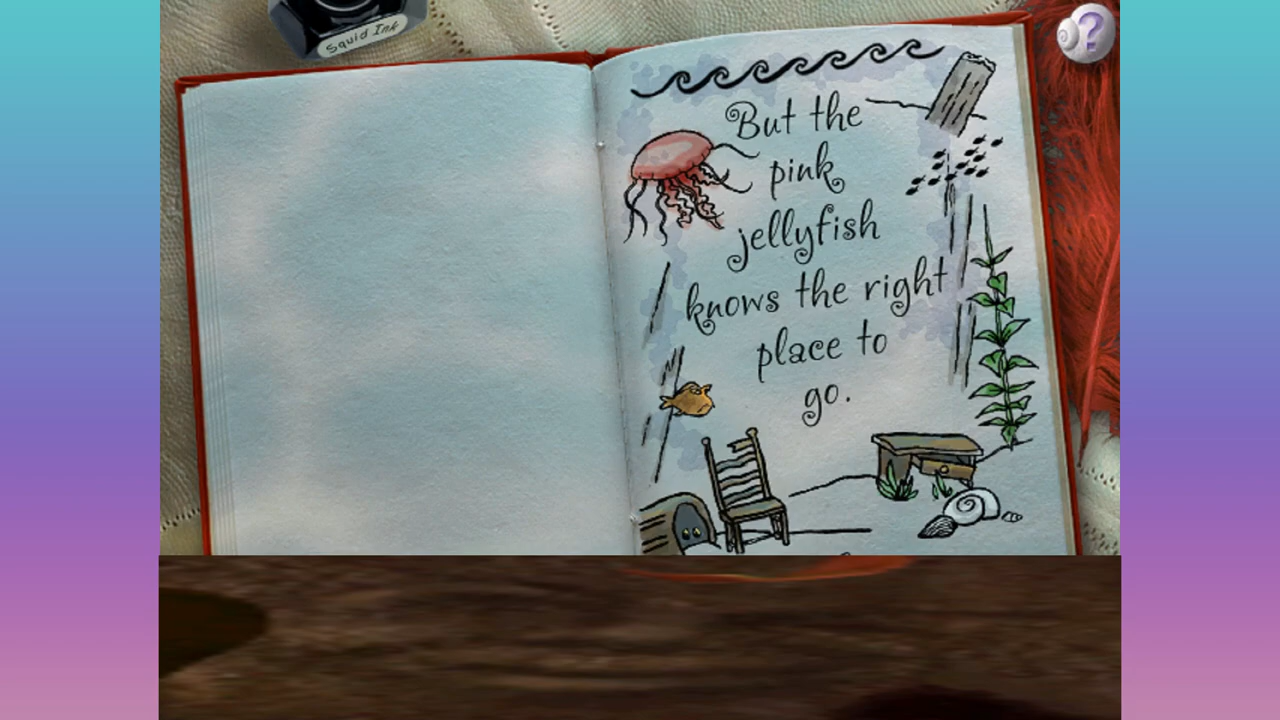 Squid Ink
?
But the
pink
jellyfish
knows the right
place to
go.